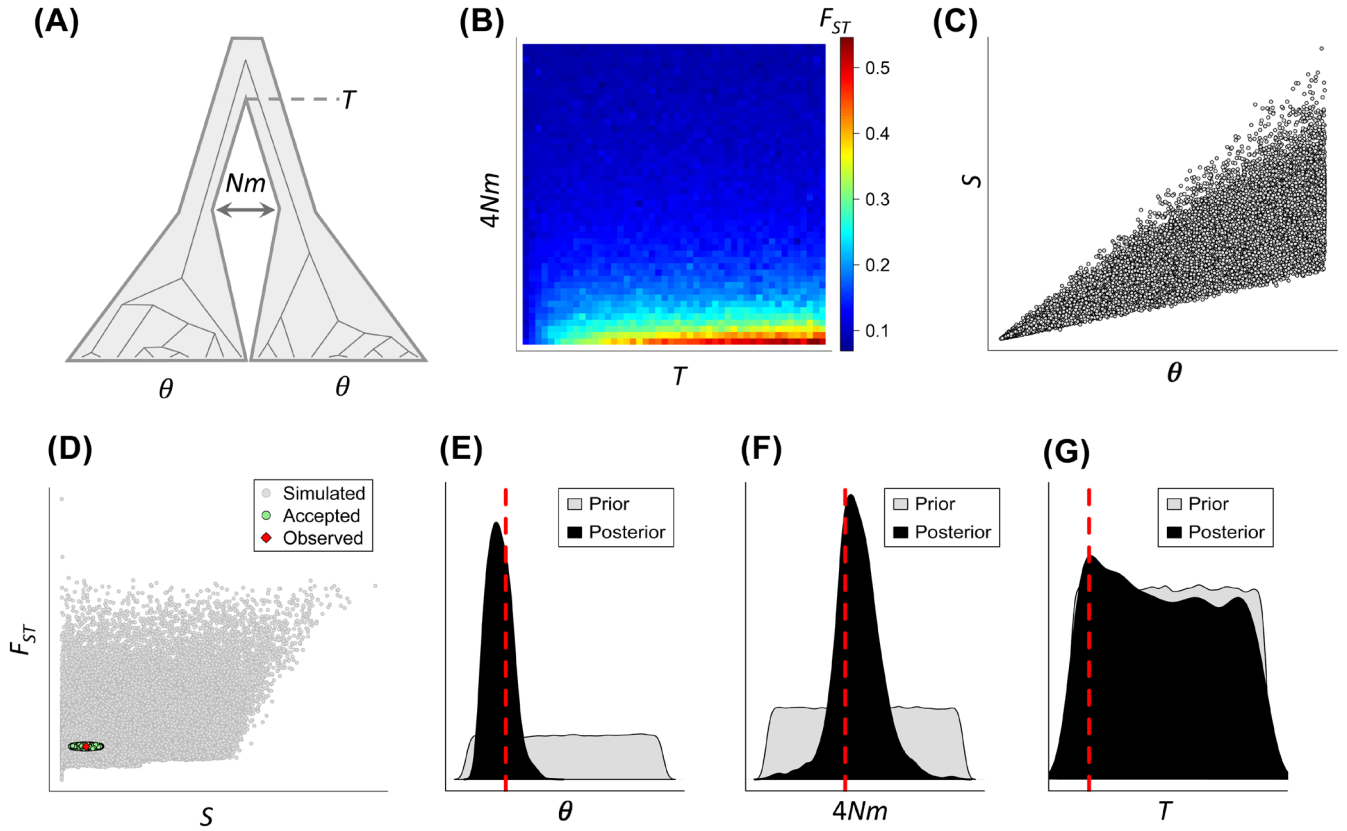 (A)
T
Nm
θ
θ
(B)
F_ST
4Nm
0.5
0.4
0.3
0.2
0.1
T
(C)
S
θ
(D)
Simulated
Accepted
Observed
F_ST
S
(E)
Prior
Posterior
θ
(F)
Prior
Posterior
4Nm
(G)
Prior
Posterior
T